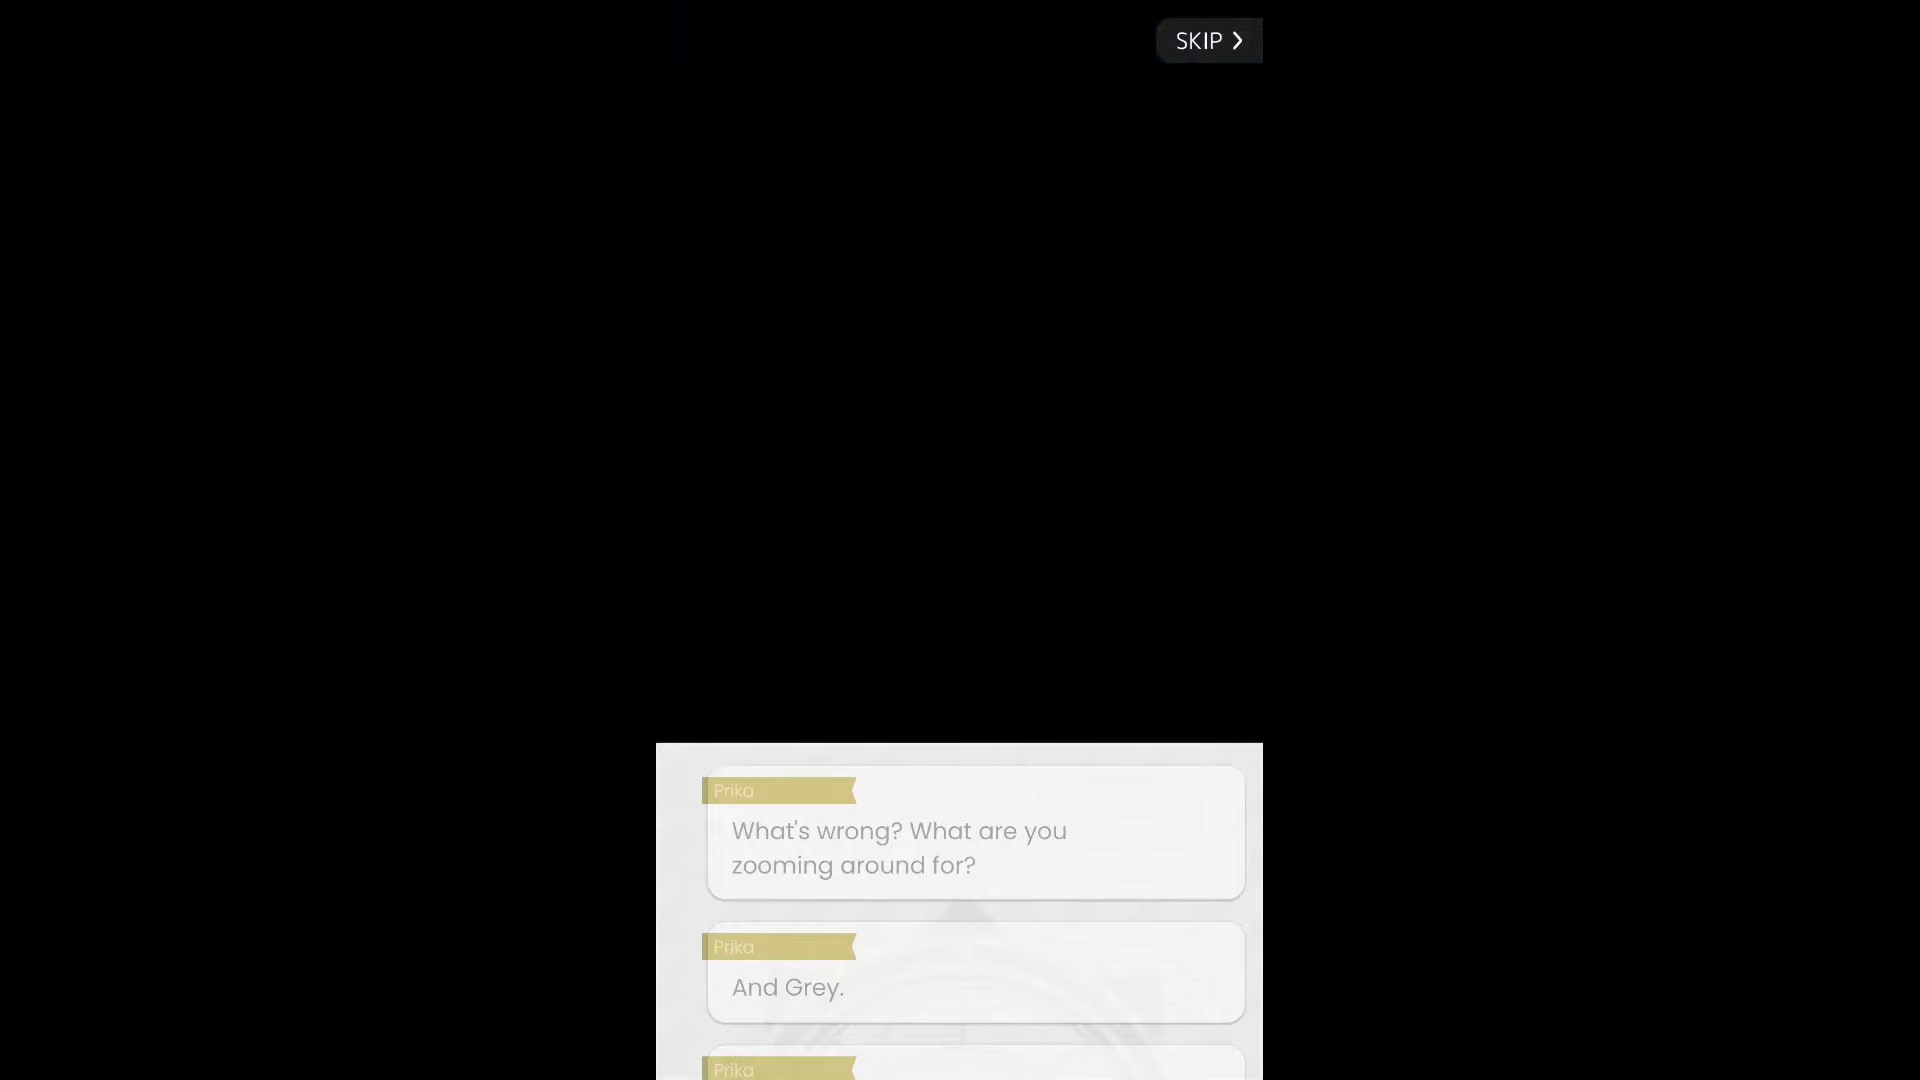 SKIP
Prika
What's wrong? What are you
zooming around for?
Prika
And Grey.
Prika